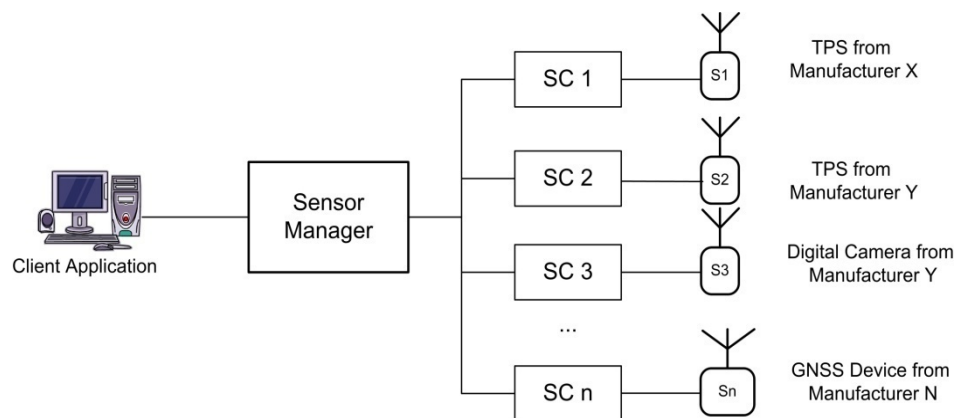 SC 1
S1
TPS from
Manufacturer X
SC 2
S2
TPS from
Manufacturer Y
Sensor
Manager
Client Application
SC 3
S3
Digital Camera from
Manufacturer Y
...
SC n
Sn
GNSS Device from
Manufacturer N